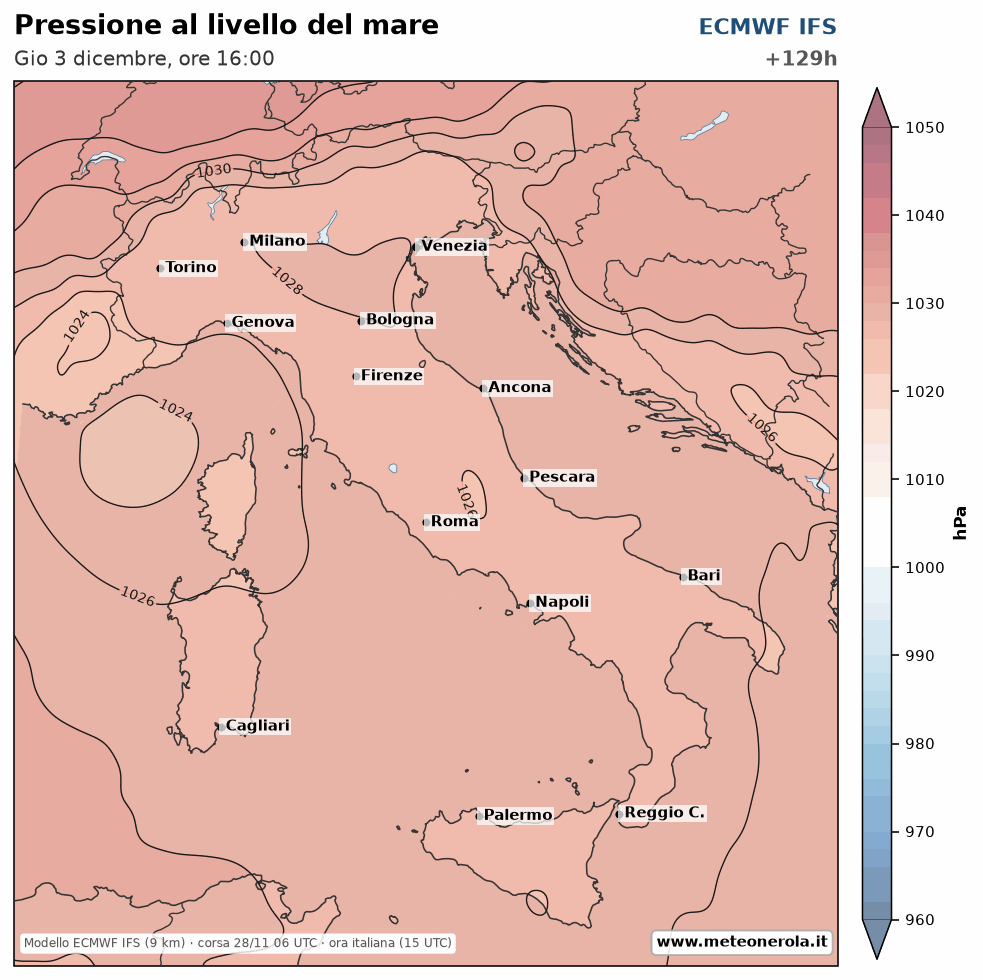 Pressione al livello del mare
ECMWF IFS
Gio 3 dicembre, ore 16:00
+129h
1030
Milano
Venezia
Torino
1028
Genova
Bologna
1024
Firenze
Ancona
1024
1026
Pescara
1026
Roma
Bari
1026
Napoli
Cagliari
Palermo
Reggio C.
1050
1040
1030
1020
1010
1000
990
980
970
960
hPa
Modello ECMWF IFS (9 km) · corsa 28/11 06 UTC · ora italiana (15 UTC)
www.meteonerola.it